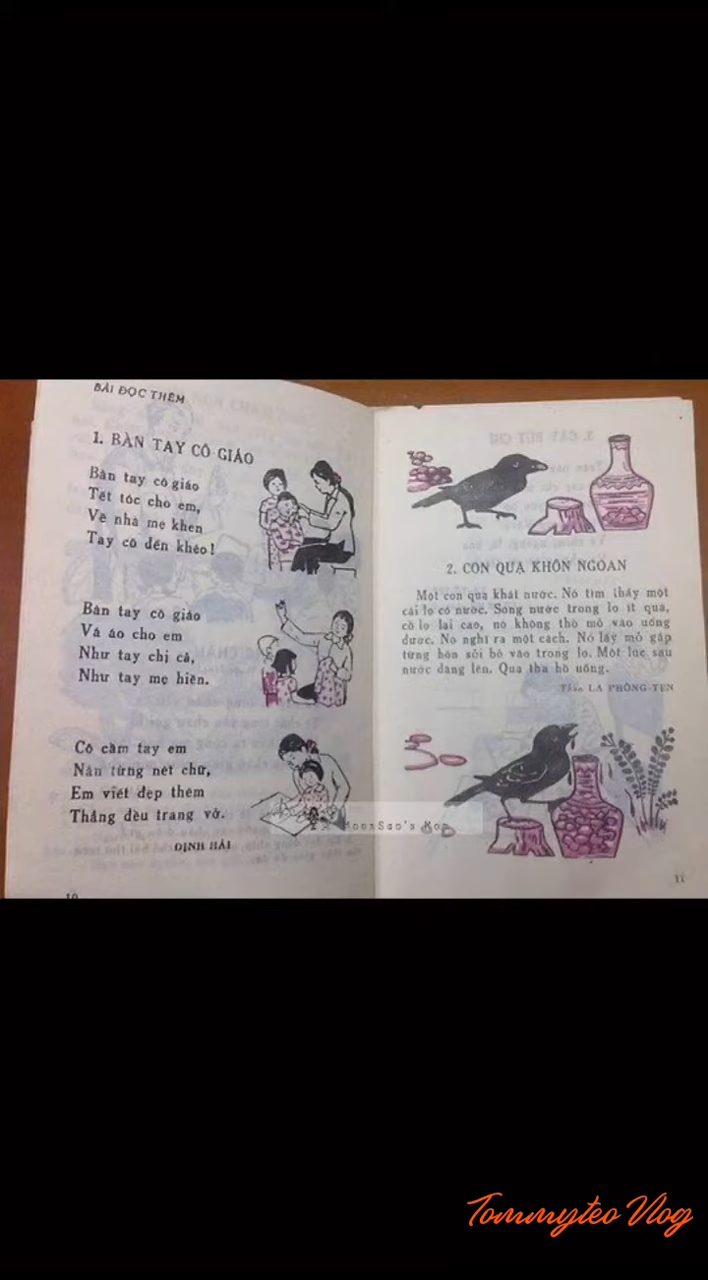 BÀI ĐỌC THÊM
1. BÀN TAY CÔ GIÁO
Bàn tay cô giáo
Tết tóc cho em,
Về nhà mẹ khen
Tay cô đến khéo!
Bàn tay cô giáo
Vá áo cho em
Như tay chị cả,
Như tay mẹ hiền.
Cô cầm tay em
Nắn từng nét chữ,
Em viết đẹp thêm
Thẳng đều trang vở.
ĐỊNH HẢI
10
2. CON QUẠ KHÔN NGOAN
Một con quạ khát nước. Nó tìm thấy một
cái lọ có nước. Song nước trong lọ ít quá,
cổ lọ lại cao, nó không thò mỏ vào uống
được. Nó nghĩ ra một cách. Nó lấy mỏ gắp
từng hòn sỏi bỏ vào trong lọ. Một lúc sau
nước dâng lên. Quạ tha hồ uống.
Theo LA PHÔNG-TEN
11
MoonSao's
Tommyteo Vlog